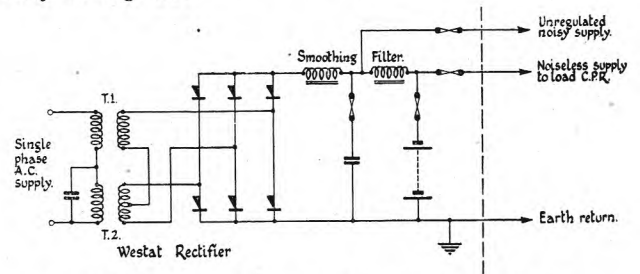 Unregulated
noisy supply.
Smoothing Filter.
Noiseless supply
to load C.P.R.
T.1.
Single
phase
A.C.
supply.
T.2.
Earth return.
Westat Rectifier